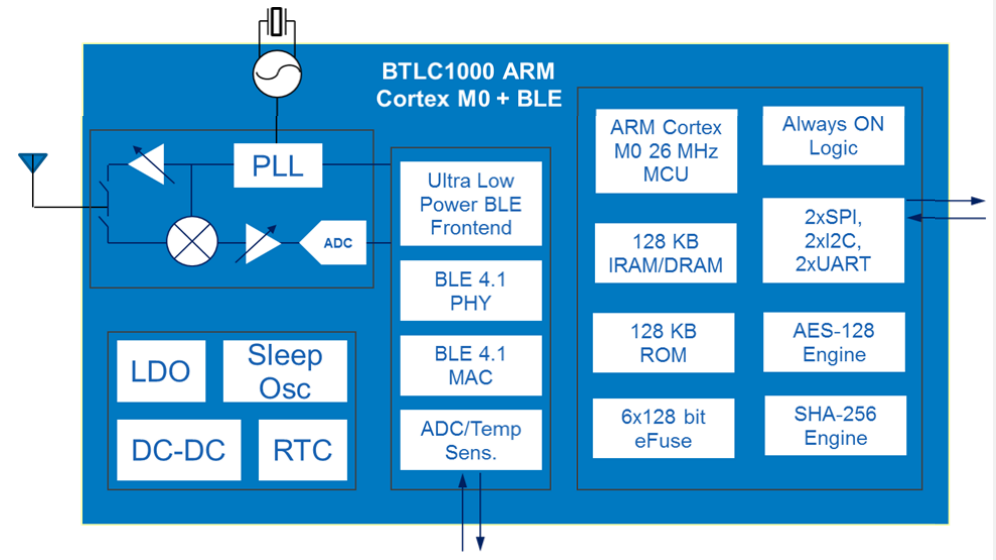 BTLC1000 ARM
Cortex M0 + BLE
PLL
ADC
Ultra Low
Power BLE
Frontend
BLE 4.1
PHY
BLE 4.1
MAC
ADC/Temp
Sens.
LDO
Sleep
Osc
DC-DC
RTC
ARM Cortex
M0 26 MHz
MCU
Always ON
Logic
128 KB
IRAM/DRAM
2xSPI,
2xI2C,
2xUART
128 KB
ROM
AES-128
Engine
6x128 bit
eFuse
SHA-256
Engine